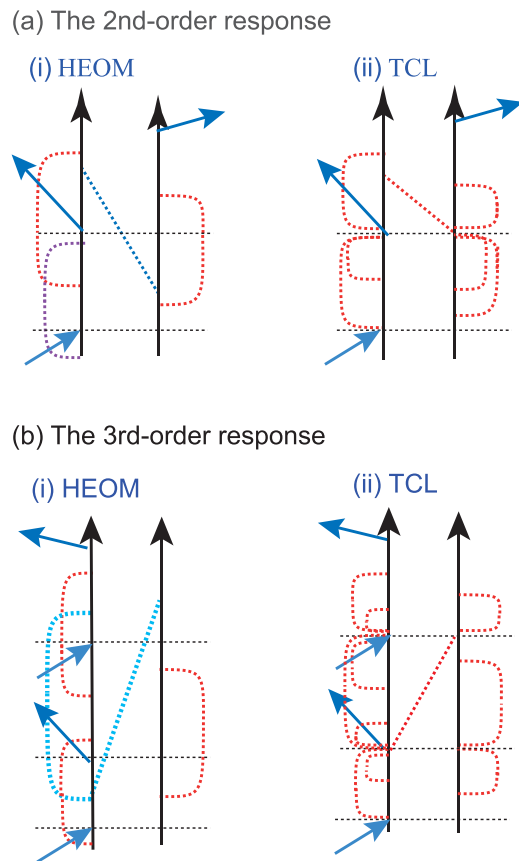 (a) The 2nd-order response
(i) HEOM
(ii) TCL
(b) The 3rd-order response
(i) HEOM
(ii) TCL